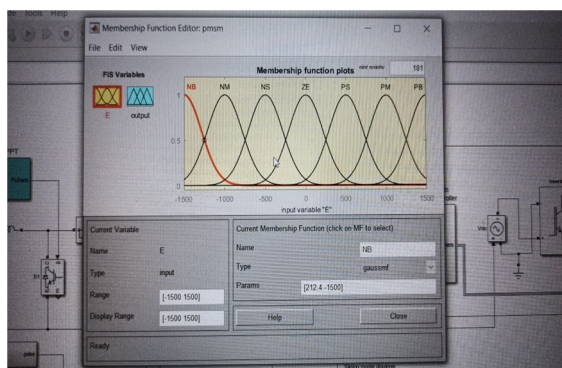 Tools Help
Membership Function Editor: pmsm
File Edit View
FIS Variables
E
output
Membership function plots
181
NB NM NS ZE PS PM PB
1
0.5
0
-1500 -1000 -500 0 500 1000 1500
input variable "E"
Current Variable
Name E
Type input
Range [-1500 1500]
Display Range [-1500 1500]
Current Membership Function (click on MF to select)
Name NB
Type gaussmf
Params [212.4 -1500]
Help
Close
Ready
S1